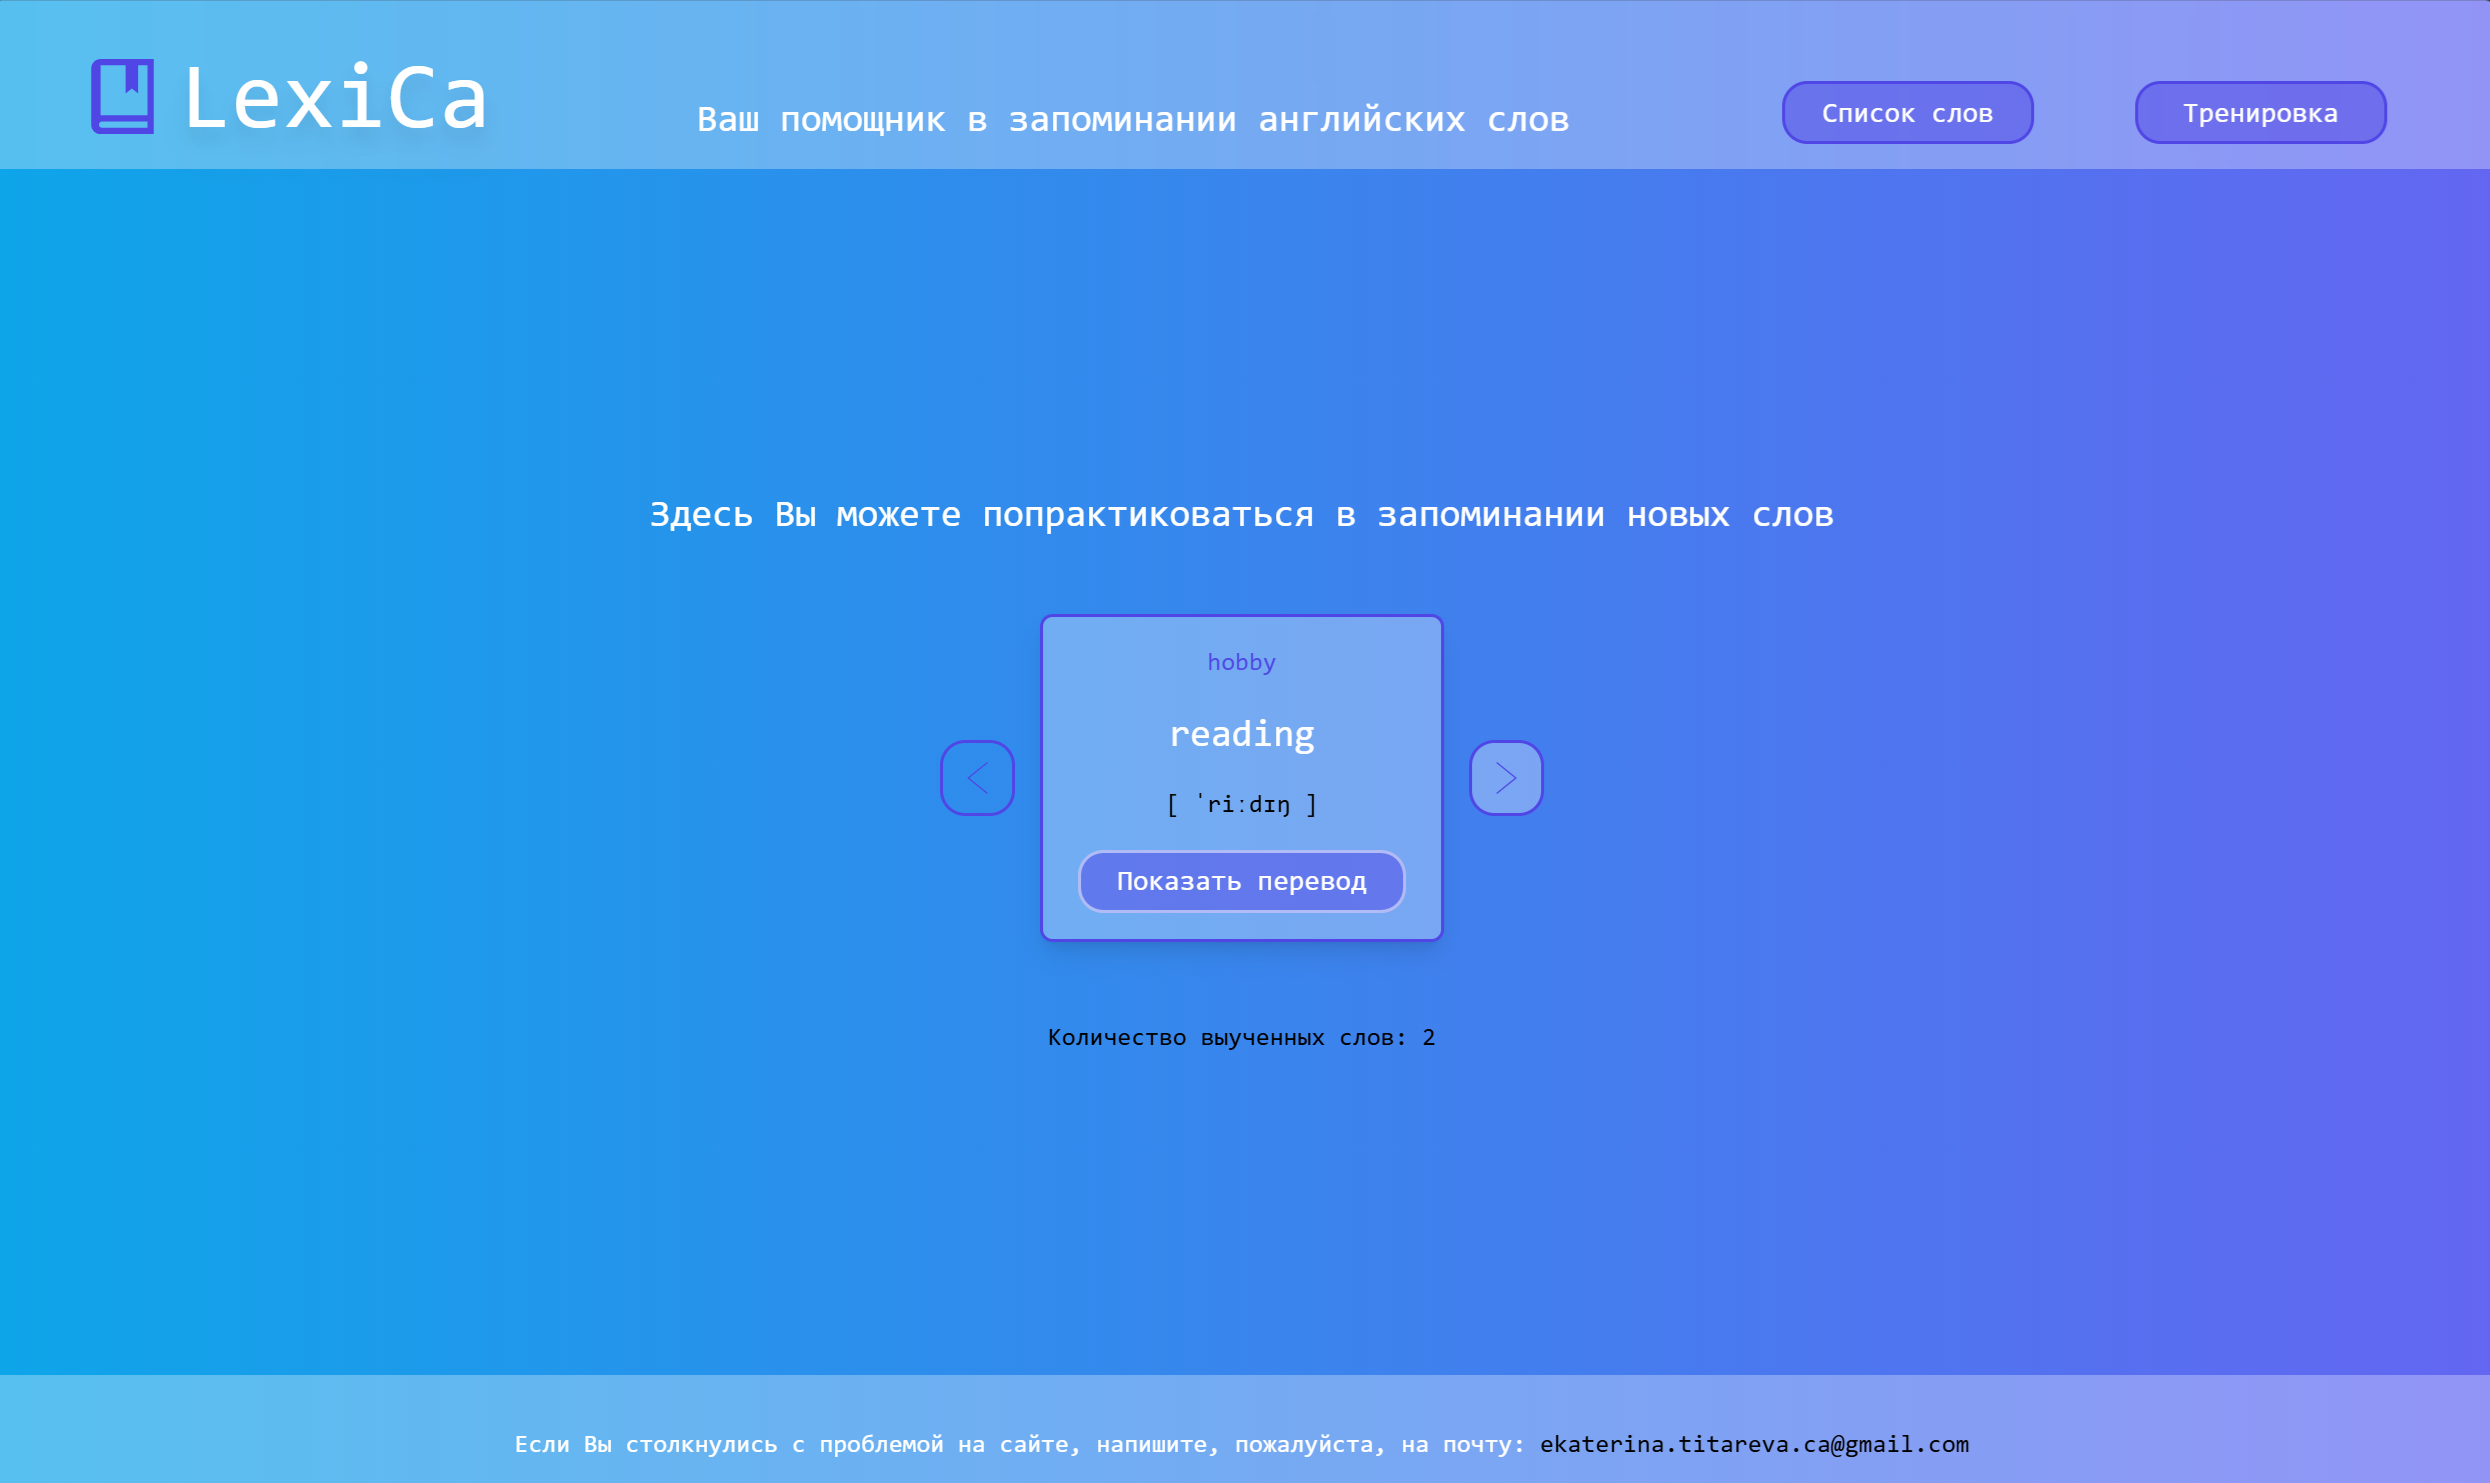 LexiCa
Ваш помощник в запоминании английских слов
Список слов
Тренировка
Здесь Вы можете попрактиковаться в запоминании новых слов
hobby
reading
[ ˈriːdɪŋ ]
Показать перевод
Количество выученных слов: 2
Если Вы столкнулись с проблемой на сайте, напишите, пожалуйста, на почту: ekaterina.titareva.ca@gmail.com